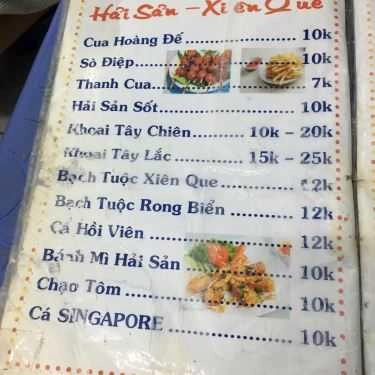 Hải Sản - Xiên Que
Cua Hoàng Đế 10k
Sò Điệp 10k
Thanh Cua 7k
Hải Sản Sốt 10k
Khoai Tây Chiên 10k - 20k
Khoai Tây Lắc 15k - 25k
Bạch Tuộc Xiên Que 12k
Bạch Tuộc Rong Biển 12k
Cá Hồi Viên 12k
Bánh Mì Hải Sản 10k
Chạo Tôm 10k
Cá SINGAPORE 10k